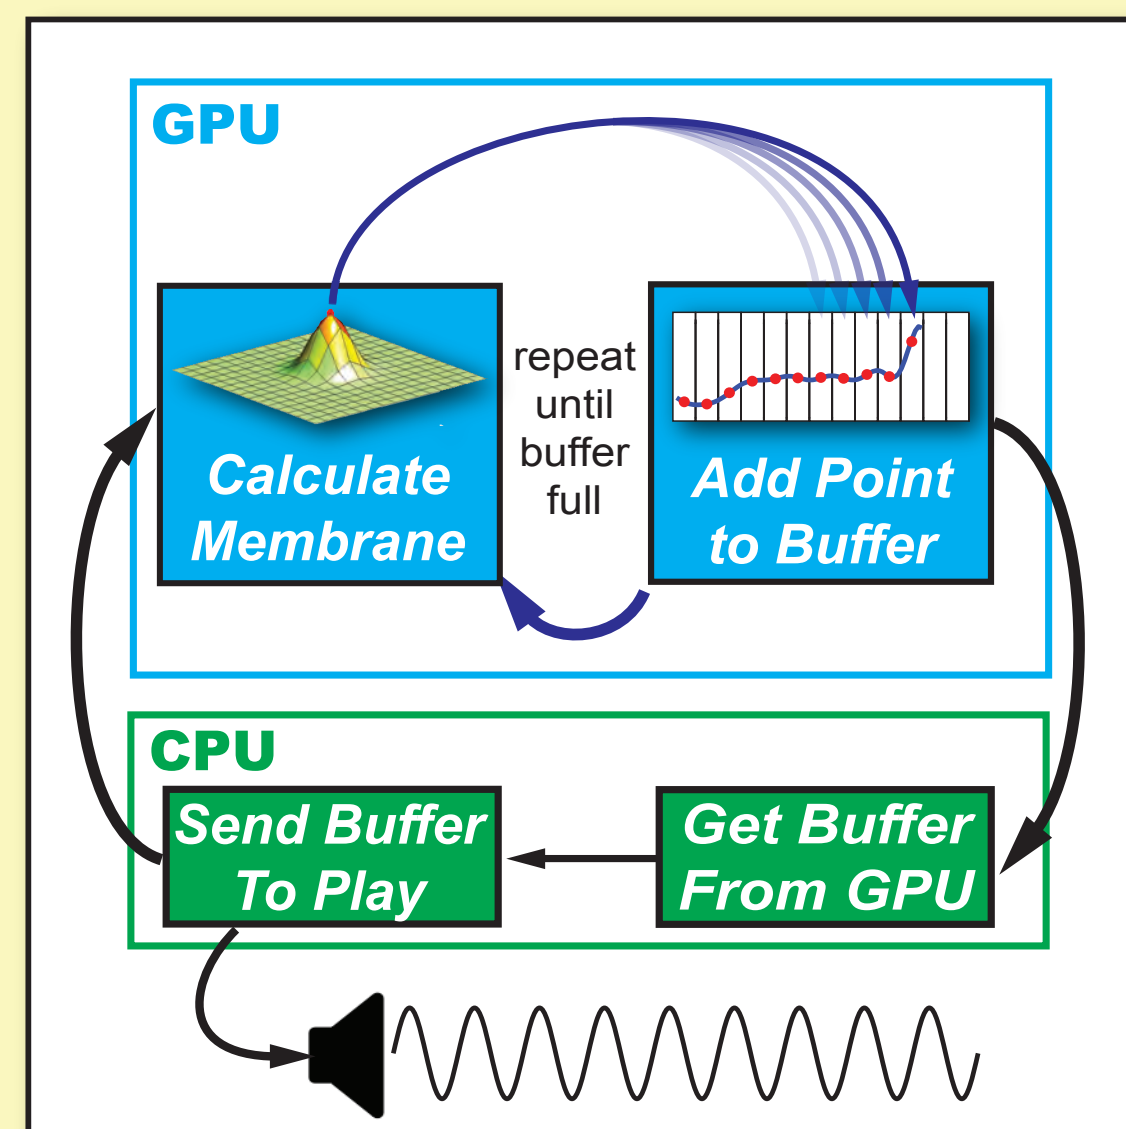 GPU
repeat
until
buffer
full
Calculate
Membrane
Add Point
to Buffer
CPU
Send Buffer
To Play
Get Buffer
From GPU